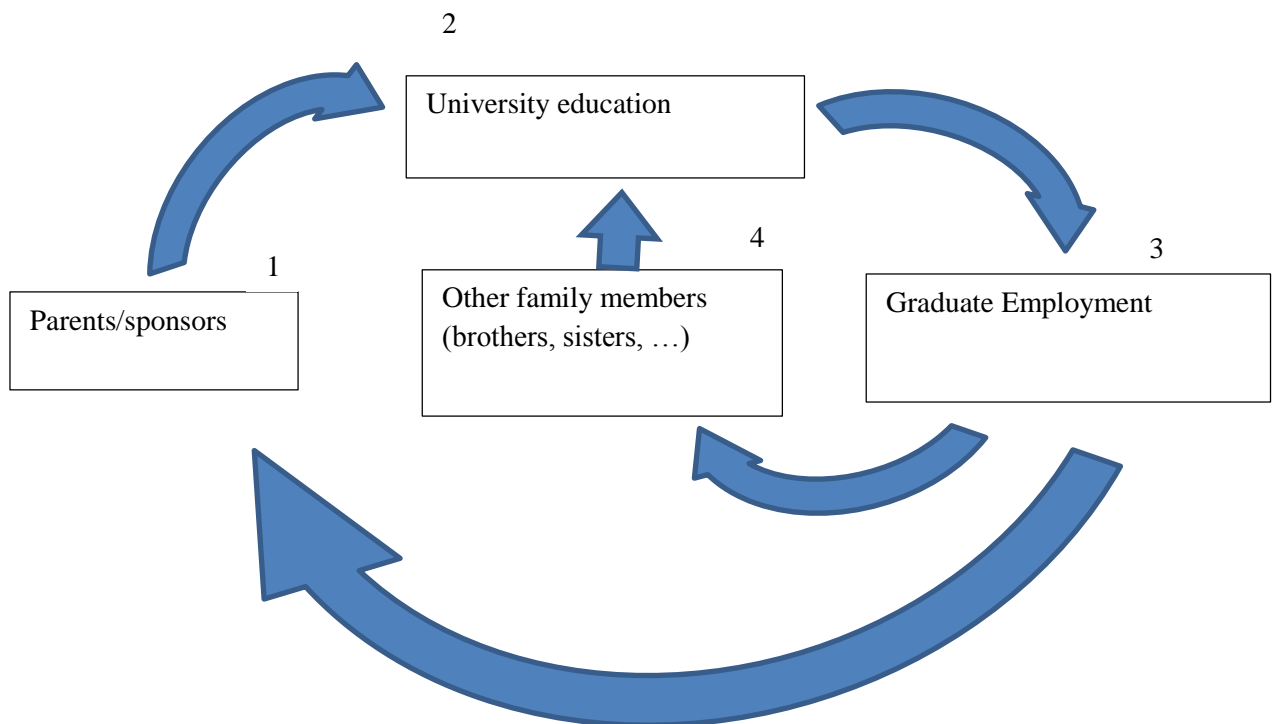 2
University education
4
3
1
Parents/sponsors
Other family members
(brothers, sisters, …)
Graduate Employment